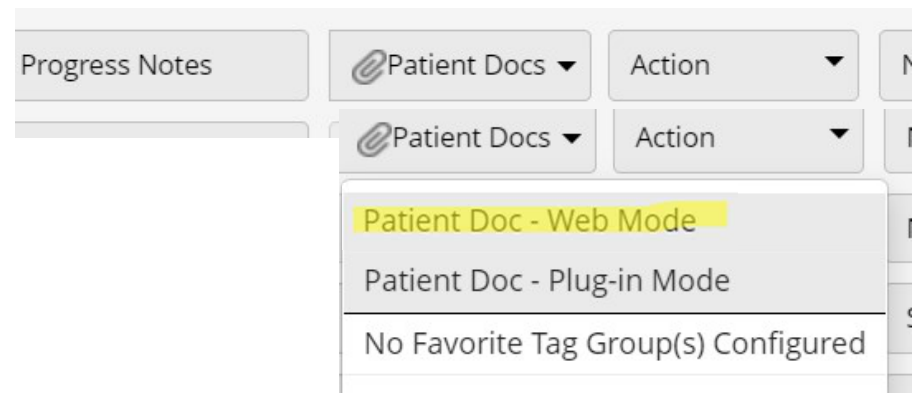 Progress Notes Patient Docs Action
Patient Docs Action
Patient Doc - Web Mode
Patient Doc - Plug-in Mode
No Favorite Tag Group(s) Configured